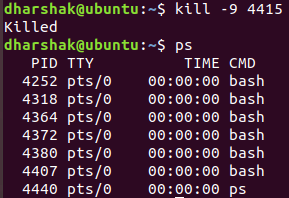 dharshak@ubuntu:~$ kill -9 4415
Killed
dharshak@ubuntu:~$ ps
PID TTY TIME CMD
4252 pts/0 00:00:00 bash
4318 pts/0 00:00:00 bash
4364 pts/0 00:00:00 bash
4372 pts/0 00:00:00 bash
4380 pts/0 00:00:00 bash
4407 pts/0 00:00:00 bash
4440 pts/0 00:00:00 ps